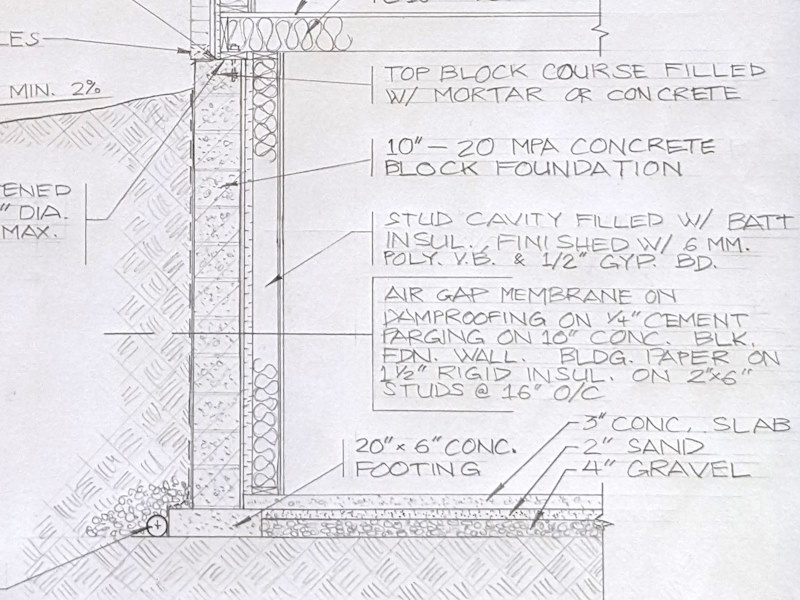 LES
MIN. 2%
ENED
" DIA.
MAX.
TOP BLOCK COURSE FILLED
W/ MORTAR OR CONCRETE
10" – 20 MPA CONCRETE
BLOCK FOUNDATION
STUD CAVITY FILLED W/ BATT
INSUL. FINISHED W/ 6 MM.
POLY. V.B. & 1/2" GYP. BD.
AIR GAP MEMBRANE ON
DAMPROOFING ON 1/4" CEMENT
PARGING ON 10" CONC. BLK.
FDN. WALL. BLDG. PAPER ON
1 1/2" RIGID INSUL. ON 2"x6"
STUDS @ 16" O/C
3" CONC. SLAB
2" SAND
4" GRAVEL
20" x 6" CONC.
FOOTING